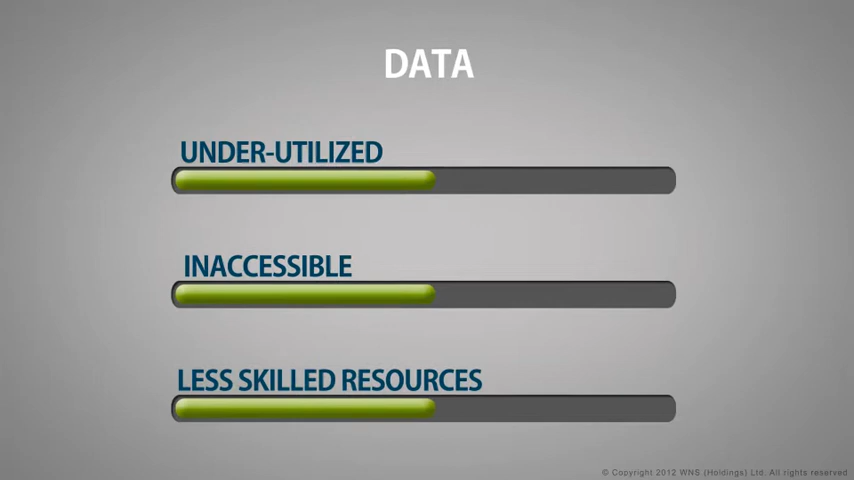 DATA
UNDER-UTILIZED
INACCESSIBLE
LESS SKILLED RESOURCES
© Copyright 2012 WNS (Holdings) Ltd. All rights reserved